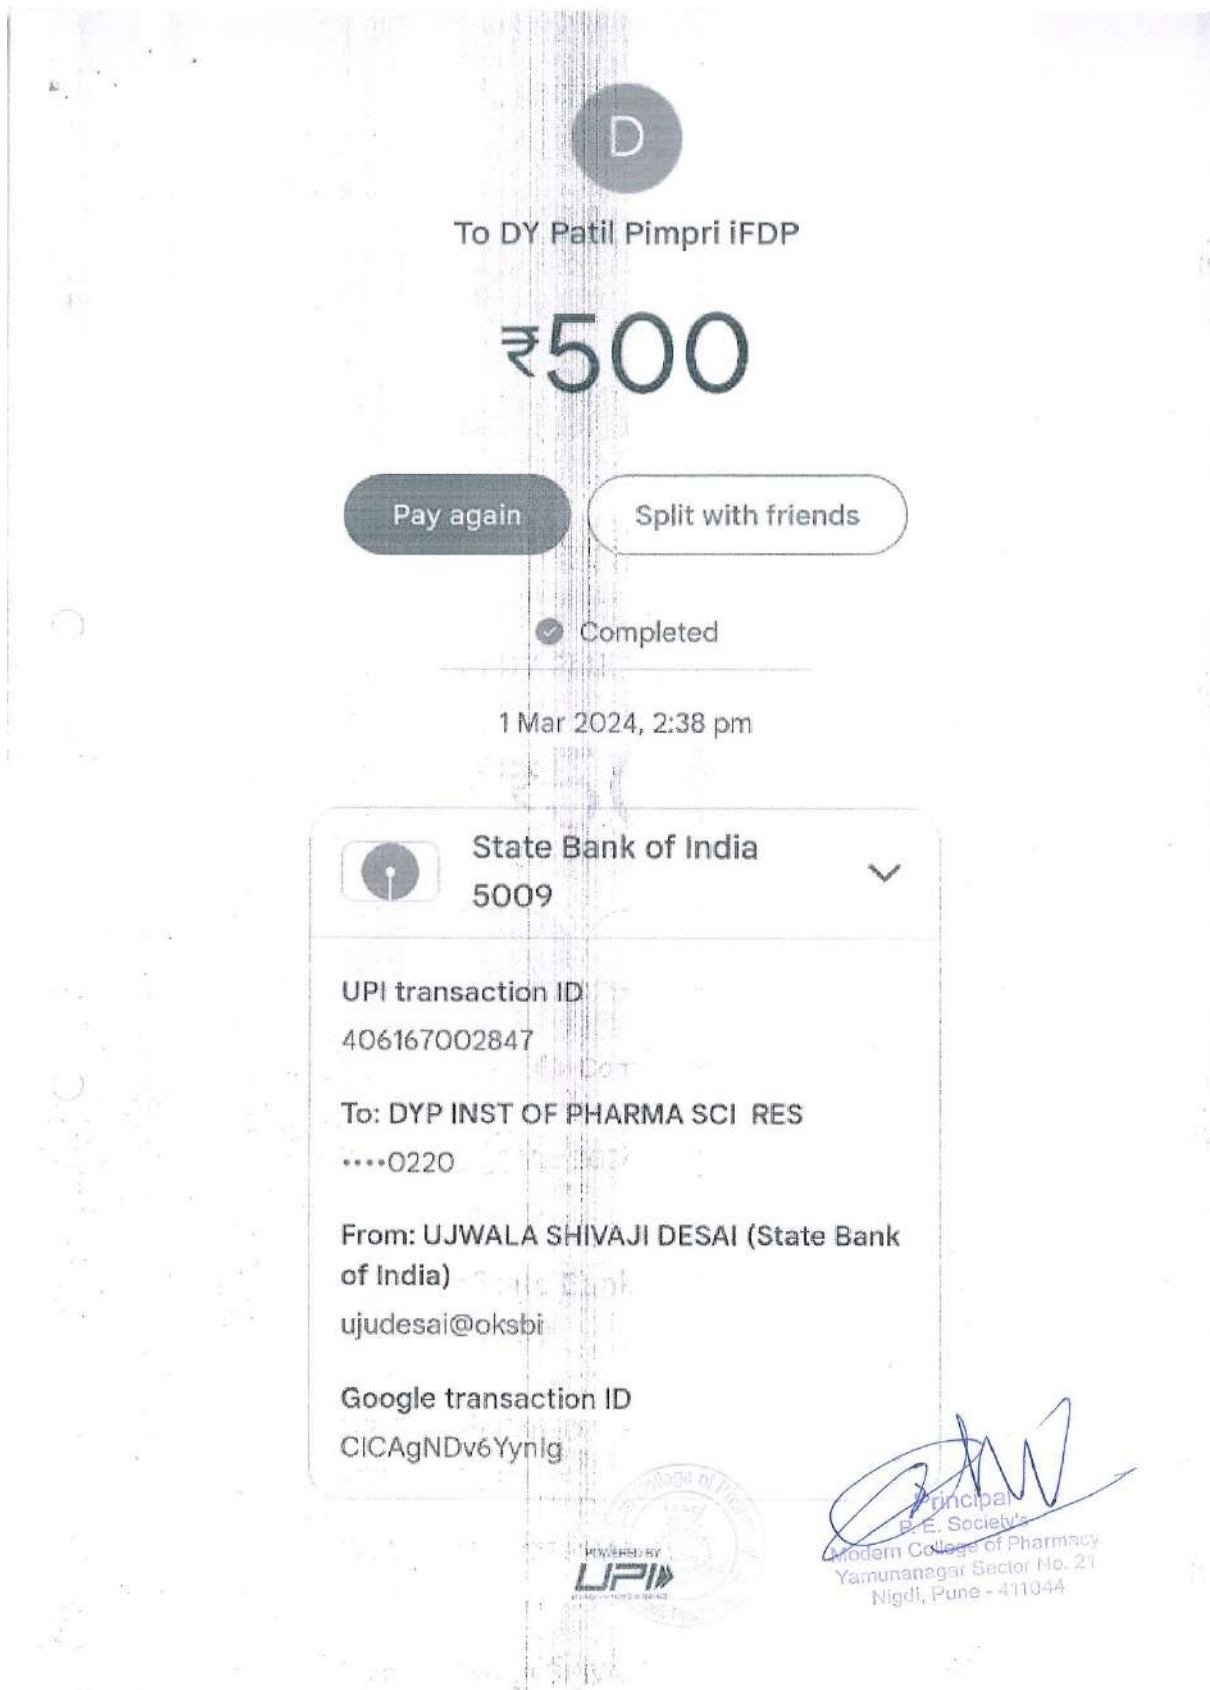 D
To DY Patil Pimpri iFDP
₹500
Pay again
Split with friends
Completed
1 Mar 2024, 2:38 pm
State Bank of India
5009
UPI transaction ID
406167002847
To: DYP INST OF PHARMA SCI RES
····0220
From: UJWALA SHIVAJI DESAI (State Bank
of India)
ujudesai@oksbi
Google transaction ID
CICAgNDv6YynIg
POWERED BY
UPI
Principal
P. E. Society's
Modern College of Pharmacy
Yamunanagar Sector No. 21
Nigdi, Pune - 411044